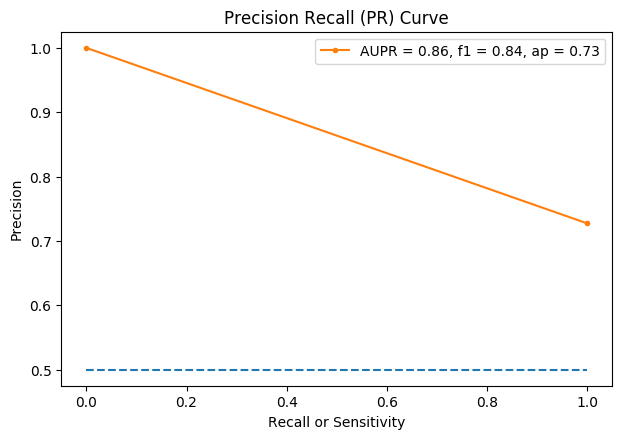 Precision Recall (PR) Curve
AUPR = 0.86, f1 = 0.84, ap = 0.73
1.0
0.9
0.8
0.7
0.6
0.5
Precision
0.0 0.2 0.4 0.6 0.8 1.0
Recall or Sensitivity